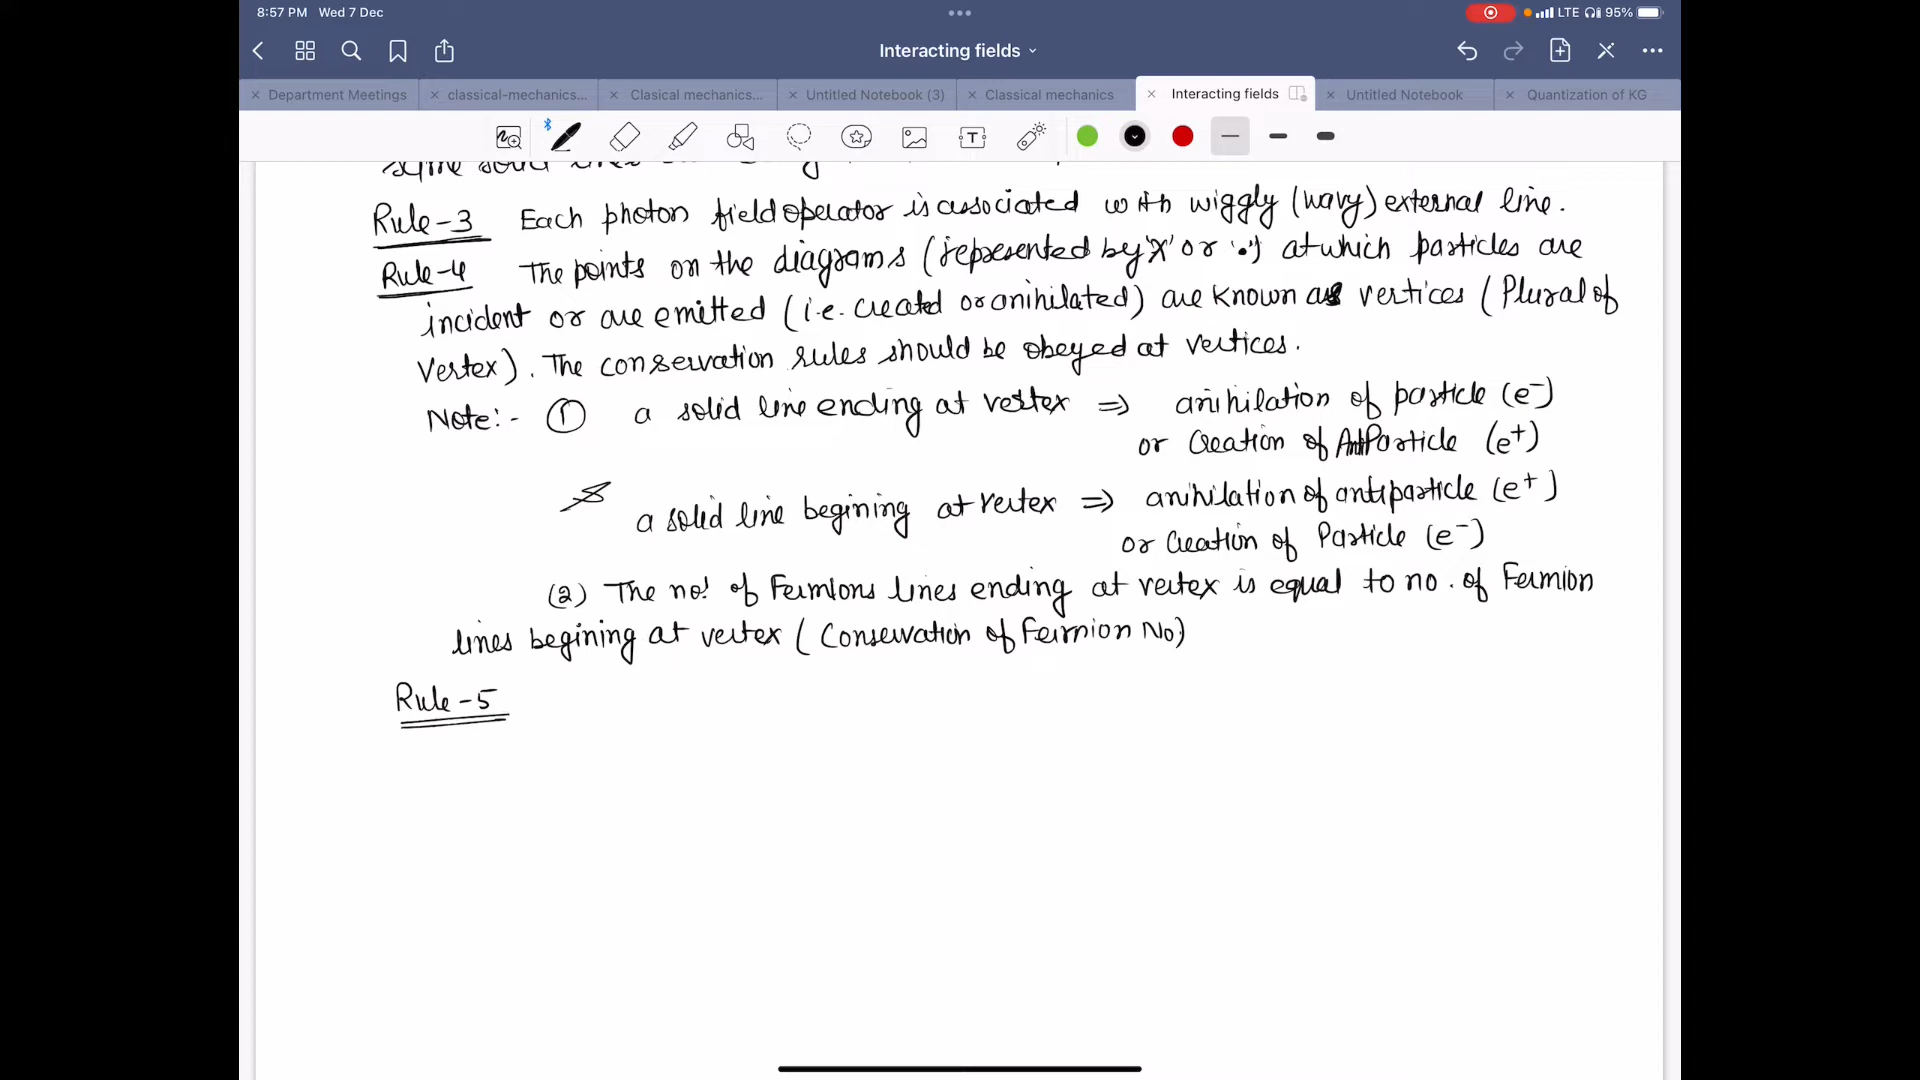 8:57 PM Wed 7 Dec
LTE 95%
Interacting fields
Department Meetings
classical-mechanics...
Clasical mechanics...
Untitled Notebook (3)
Classical mechanics
Interacting fields
Untitled Notebook
Quantization of KG
same solid lines
Rule-3 Each photon field operator is associated with wiggly (wavy) external line.
Rule-4 The points on the diagrams (represented by 'X' or '•') at which particles are
incident or are emitted (i.e. created or anihilated) are known as vertices (Plural of
Vertex). The conservation rules should be obeyed at vertices.
Note:- ① a solid line ending at vertex ⇒ anihilation of particle (e⁻)
or Creation of AntiParticle (e⁺)
& a solid line begining at vertex ⇒ anihilation of antiparticle (e⁺)
or Creation of Particle (e⁻)
(2) The no. of Fermions lines ending at vertex is equal to no. of Fermion
lines begining at vertex (Conservation of Fermion No)
Rule-5